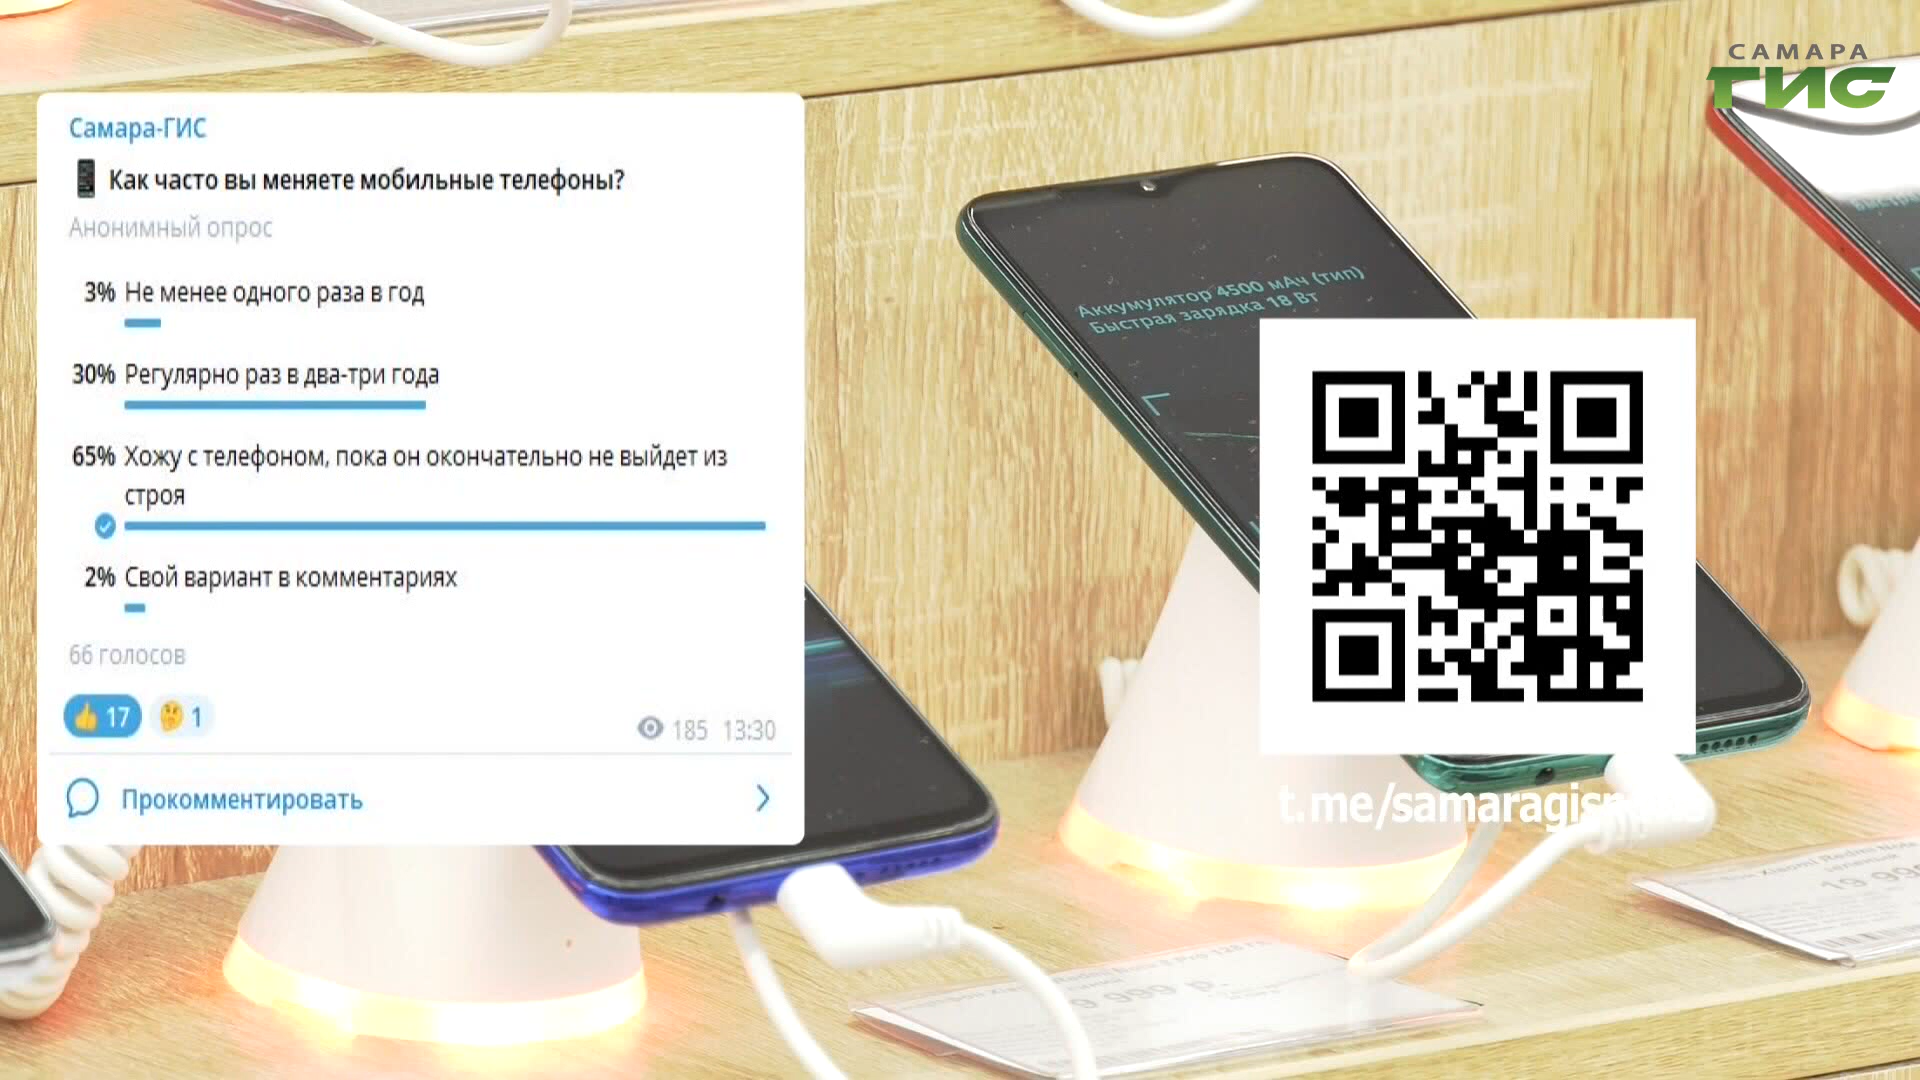 САМАРА
ГИС
Самара-ГИС
Как часто вы меняете мобильные телефоны?
Анонимный опрос
3% Не менее одного раза в год
30% Регулярно раз в два-три года
65% Хожу с телефоном, пока он окончательно не выйдет из
строя
2% Свой вариант в комментариях
66 голосов
17
1
185 13:30
Прокомментировать
Аккумулятор 4500 мАч (тип)
Быстрая зарядка 18 Вт